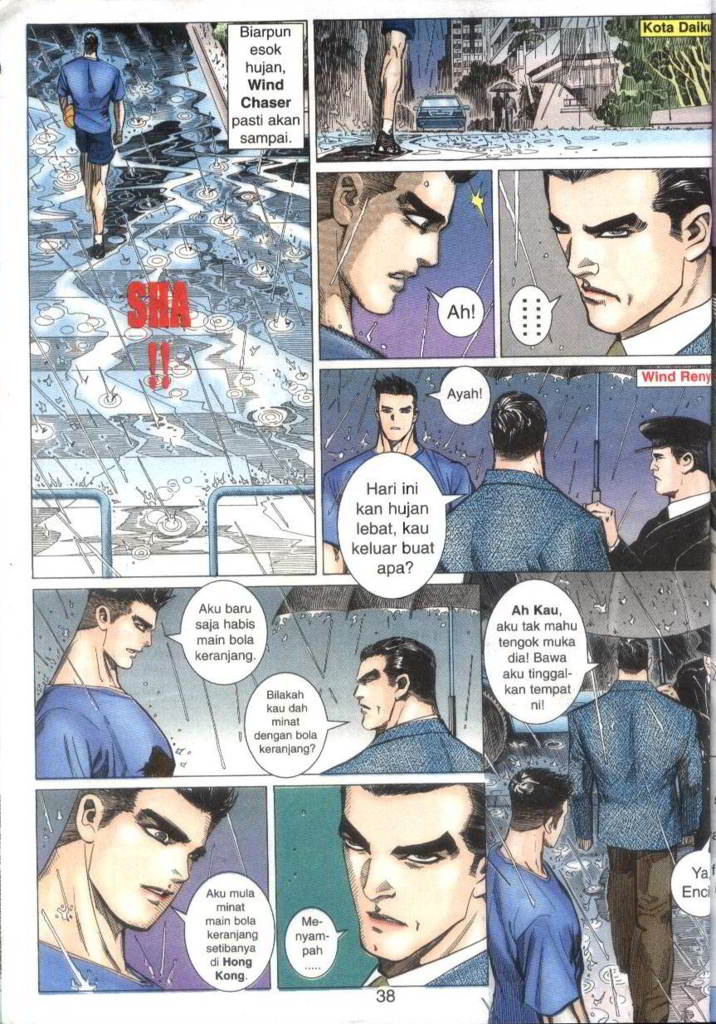 Biarpun
esok
hujan,
Wind
Chaser
pasti akan
sampai.
Kota Daiku
SHA
!!
Ah!
Ayah!
Wind Reny
Hari ini
kan hujan
lebat, kau
keluar buat
apa?
Aku baru
saja habis
main bola
keranjang.
Bilakah
kau dah
minat
dengan bola
keranjang?
Ah Kau,
aku tak mahu
tengok muka
dia! Bawa
aku tinggal-
kan tempat
ni!
Aku mula
minat
main bola
keranjang
setibanya
di Hong
Kong.
Me-
nyam-
pah
.....
Ya,
Enci
38